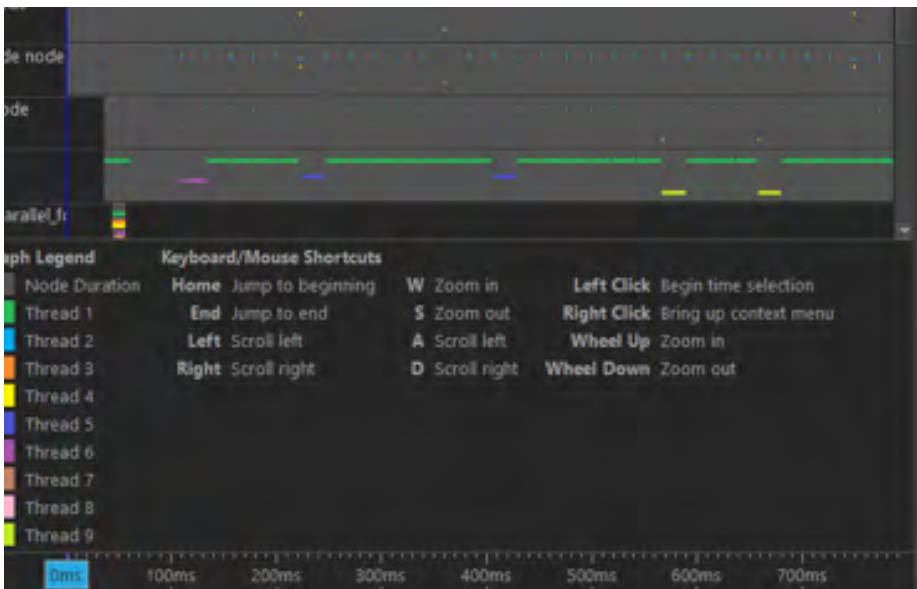 de node
ode
arallel_fo
aph Legend Keyboard/Mouse Shortcuts
Node Duration Home Jump to beginning W Zoom in Left Click Begin time selection
Thread 1 End Jump to end S Zoom out Right Click Bring up context menu
Thread 2 Left Scroll left A Scroll left Wheel Up Zoom in
Thread 3 Right Scroll right D Scroll right Wheel Down Zoom out
Thread 4
Thread 5
Thread 6
Thread 7
Thread 8
Thread 9
0ms 100ms 200ms 300ms 400ms 500ms 600ms 700ms